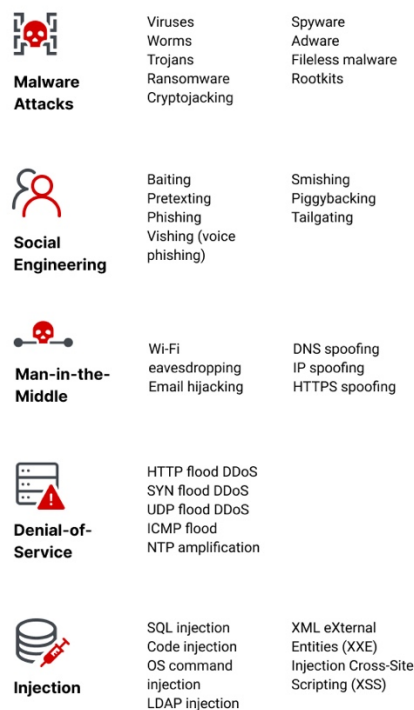 Malware
Attacks
Viruses
Worms
Trojans
Ransomware
Cryptojacking
Spyware
Adware
Fileless malware
Rootkits
Social
Engineering
Baiting
Pretexting
Phishing
Vishing (voice
phishing)
Smishing
Piggybacking
Tailgating
Man-in-the-
Middle
Wi-Fi
eavesdropping
Email hijacking
DNS spoofing
IP spoofing
HTTPS spoofing
Denial-of-
Service
HTTP flood DDoS
SYN flood DDoS
UDP flood DDoS
ICMP flood
NTP amplification
Injection
SQL injection
Code injection
OS command
injection
LDAP injection
XML eXternal
Entities (XXE)
Injection Cross-Site
Scripting (XSS)